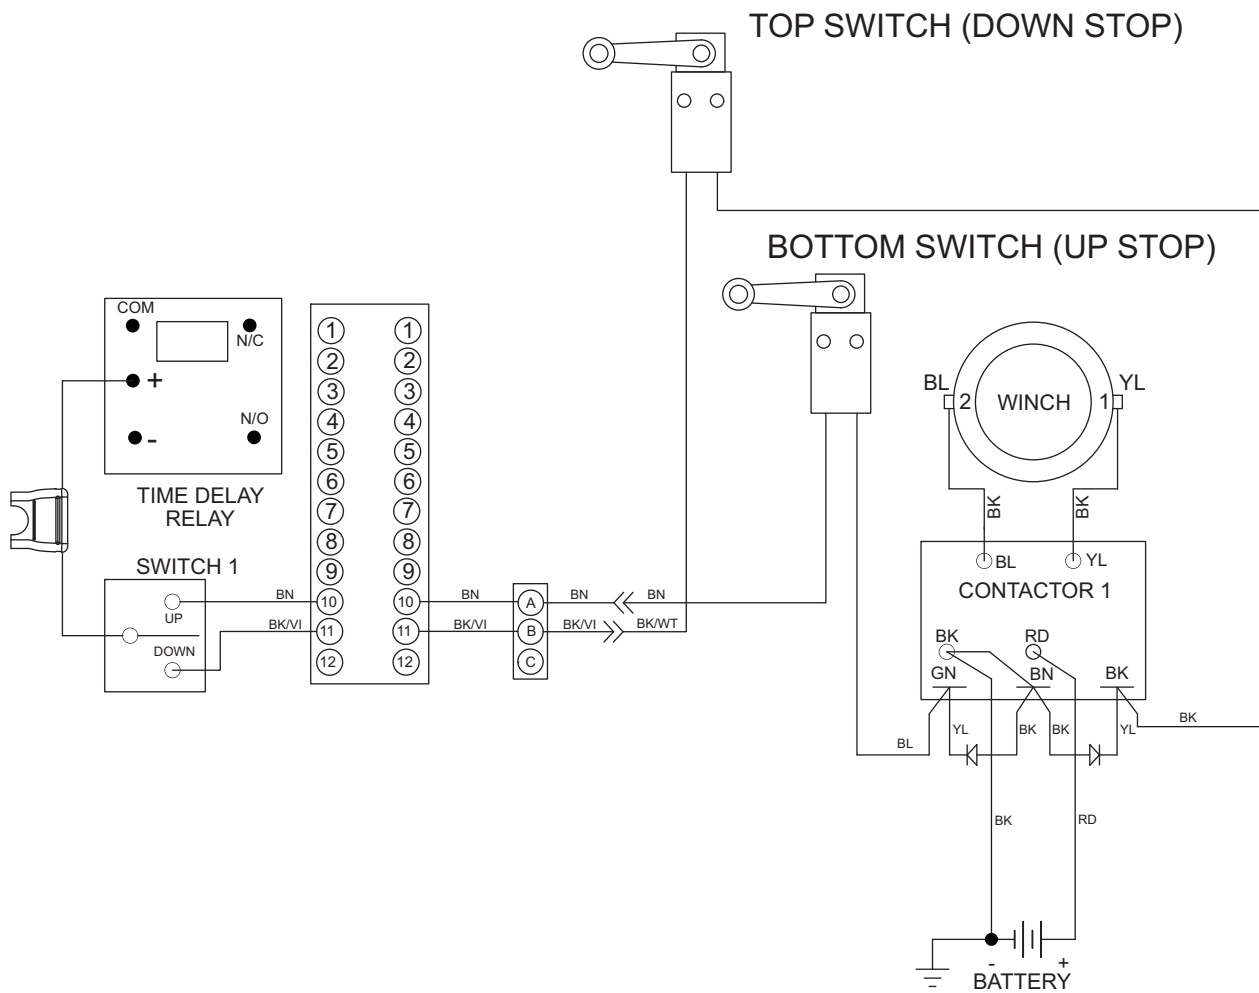 TOP SWITCH (DOWN STOP)
BOTTOM SWITCH (UP STOP)
COM
N/C
+
N/O
-
TIME DELAY
RELAY
1 1
2 2
3 3
4 4
5 5
6 6
7 7
8 8
9 9
10 10
11 11
12 12
SWITCH 1
UP
DOWN
BN
BK/VI
BN
BK/VI
A
B
C
BN BN
BK/VI BK/WT
BL 2 WINCH 1 YL
BK BK
BL YL
CONTACTOR 1
BK RD
GN BN BK
BL YL BK BK YL BK
BK RD
- +
BATTERY